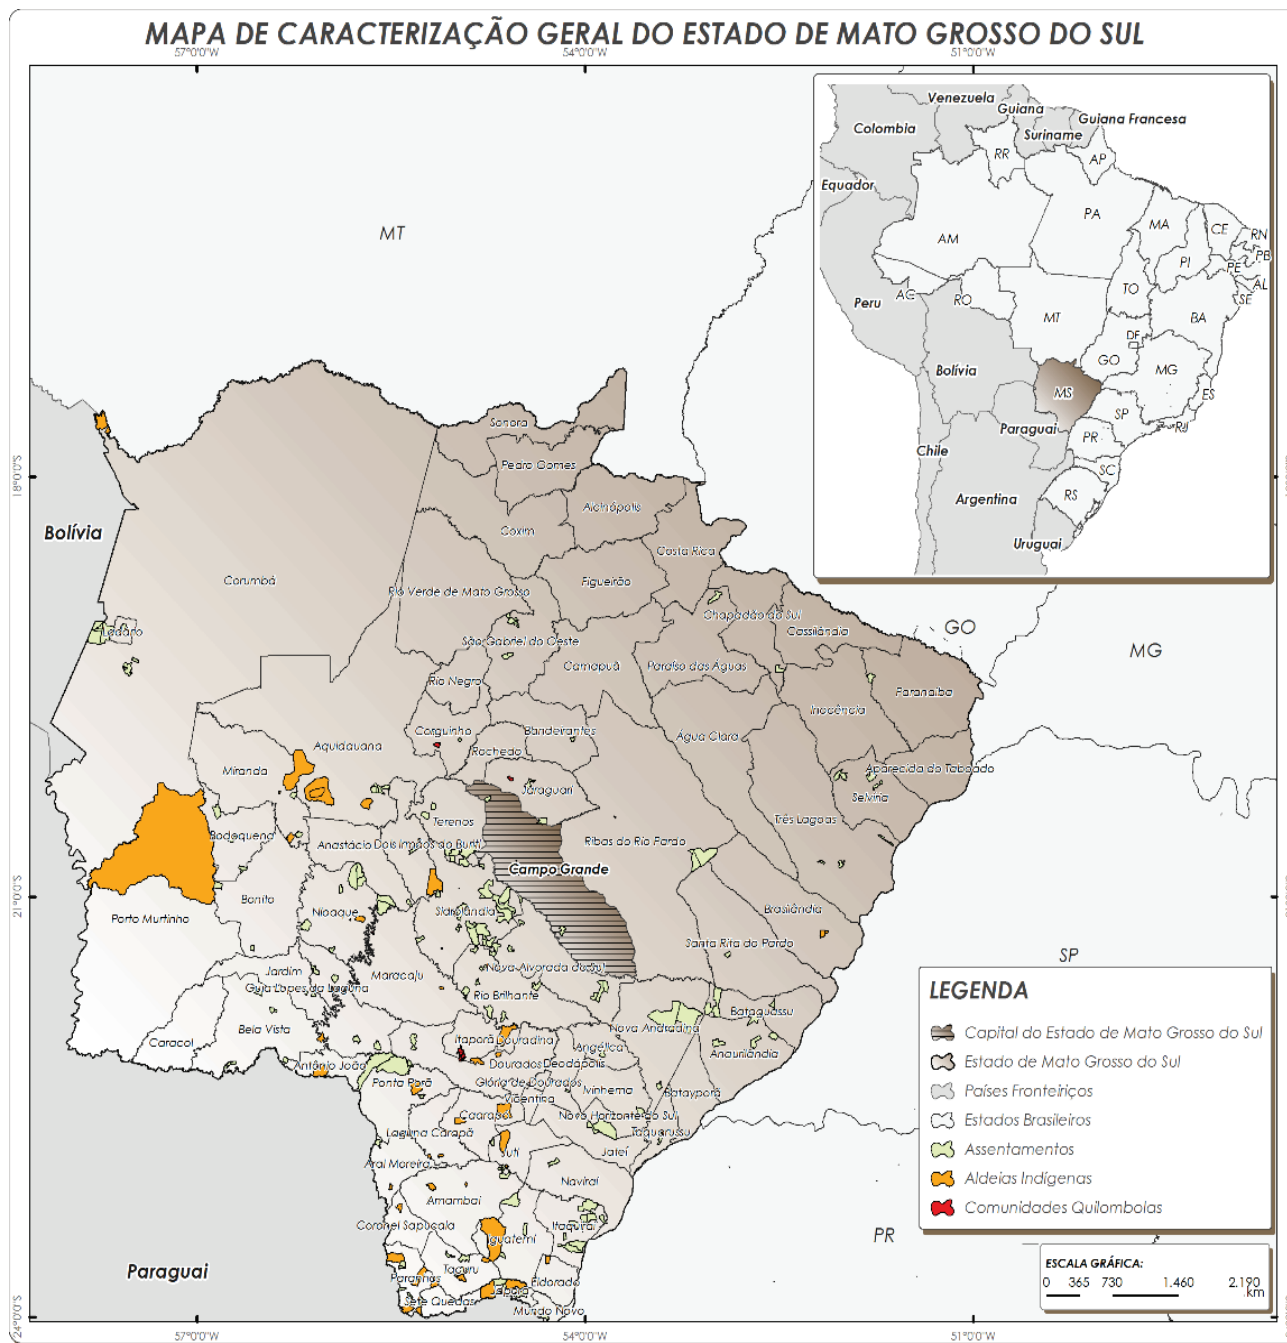 MAPA DE CARACTERIZAÇÃO GERAL DO ESTADO DE MATO GROSSO DO SUL
57°0'0"W
54°0'0"W
51°0'0"W
Venezuela
Guiana
Guiana Francesa
Colombia
Suriname
RR
AP
Equador
PA
MA
CE
RN
AM
PI
PB
PE
AL
TO
SE
AC
RO
Peru
MT
BA
DF
GO
Bolívia
MG
MS
ES
SP
Paraguai
RJ
PR
Chile
SC
Argentina
RS
Uruguai
MT
18°0'0"S
Bolívia
Sonora
Pedro Gomes
Alcinópolis
Coxim
Costa Rica
Corumbá
Figueirão
Rio Verde de Mato Grosso
Chapadão do Sul
Cassilândia
Ladário
São Gabriel do Oeste
Camapuã
Paraíso das Águas
GO
MG
Rio Negro
Paranaíba
Inocência
Corguinho
Bandeirantes
Água Clara
Aquidauana
Rochedo
Miranda
Aparecida do Taboado
Jaraguari
Selvíria
Terenos
Três Lagoas
Bodoquena
Anastácio
Dois Irmãos do Buriti
Ribas do Rio Pardo
Campo Grande
21°0'0"S
Bonito
Porto Murtinho
Nioaque
Sidrolândia
Brasilândia
Santa Rita do Pardo
SP
Jardim
Maracaju
Nova Alvorada do Sul
Guia Lopes da Laguna
Rio Brilhante
Bela Vista
Nova Andradina
Bataguassu
Caracol
Itaporã
Douradina
Angélica
Anaurilândia
Antônio João
Dourados
Deodápolis
Ponta Porã
Glória de Dourados
Ivinhema
Batayporã
Vicentina
Caarapó
Novo Horizonte do Sul
Laguna Carapã
Taquarussu
Juti
Jateí
Aral Moreira
Naviraí
Amambai
Coronel Sapucaia
Itaquiraí
Iguatemi
PR
Paraguai
Tacuru
Paranhos
Eldorado
Japorã
Sete Quedas
Mundo Novo
LEGENDA
Capital do Estado de Mato Grosso do Sul
Estado de Mato Grosso do Sul
Países Fronteiriços
Estados Brasileiros
Assentamentos
Aldeias Indígenas
Comunidades Quilombolas
ESCALA GRÁFICA:
0 365 730 1.460 2.190
km
24°0'0"S
57°0'0"W
54°0'0"W
51°0'0"W